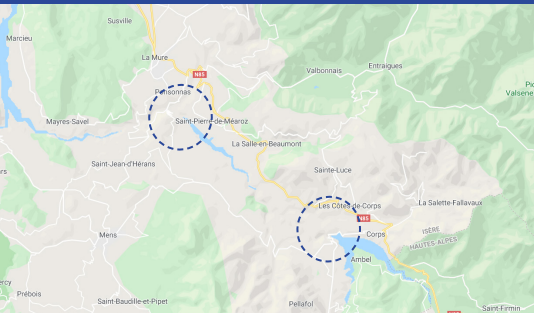 Susville
Marcieu
La Mure
N85
Valbonnais
Entraigues
Ponsonnas
Mayres-Savel
Saint-Pierre-de-Méaroz
La Salle-en-Beaumont
Saint-Jean-d'Hérans
Sainte-Luce
Les Côtes-de-Corps
La Salette-Fallavaux
N85
Mens
Corps
ISÈRE
HAUTES-ALPES
Ambel
Prébois
Saint-Baudille-et-Pipet
Pellafol
Saint-Firmin